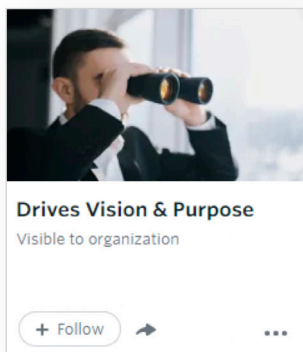 Drives Vision & Purpose
Visible to organization
+ Follow